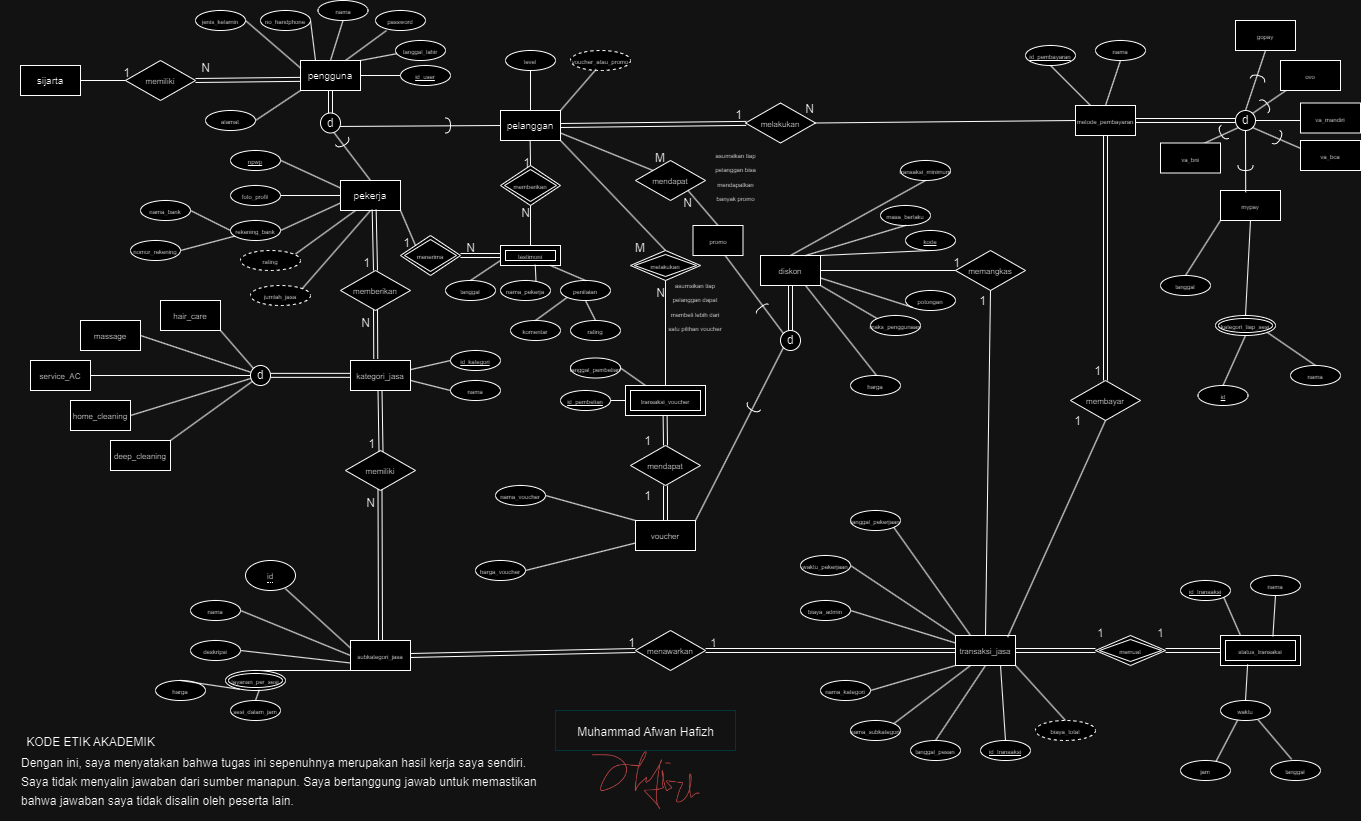 jenis_kelamin
no_handphone
nama
password
tanggal_lahir
id_user
alamat
sijarta
1
memiliki
N
pengguna
d
level
voucher_atau_promo
pelanggan
1
melakukan
N
id_pembayaran
nama
metode_pembayaran
d
gopay
ovo
va_mandiri
va_bca
va_bni
mypay
tanggal
kategori_tiap_sesi
id
nama
npwp
foto_profil
nama_bank
rekening_bank
nomor_rekening
rating
jumlah_jasa
pekerja
1
memberikan
N
1
menerima
N
1
memberikan
N
testimoni
tanggal
nama_pekerja
penilaian
komentar
rating
M
mendapat
N
asumsikan tiap
pelanggan bisa
mendapatkan
banyak promo
promo
M
melakukan
N
asumsikan tiap
pelanggan dapat
membeli lebih dari
satu pilihan voucher
transaksi_minimum
masa_berlaku
kode
diskon
potongan
maks_penggunaan
harga
d
1
memangkas
1
hair_care
massage
service_AC
home_cleaning
deep_cleaning
d
kategori_jasa
id_kategori
nama
1
memiliki
N
tanggal_pembelian
id_pembelian
transaksi_voucher
1
mendapat
1
nama_voucher
voucher
harga_voucher
1
membayar
1
id
nama
deskripsi
layanan_per_sesi
harga
sesi_dalam_jam
subkategori_jasa
1
menawarkan
1
tanggal_pekerjaan
waktu_pekerjaan
biaya_admin
transaksi_jasa
nama_kategori
nama_subkategori
tanggal_pesan
id_transaksi
biaya_total
1
memuat
1
id_transaksi
nama
status_transaksi
waktu
jam
tanggal
KODE ETIK AKADEMIK
Dengan ini, saya menyatakan bahwa tugas ini sepenuhnya merupakan hasil kerja saya sendiri.
Saya tidak menyalin jawaban dari sumber manapun. Saya bertanggung jawab untuk memastikan
bahwa jawaban saya tidak disalin oleh peserta lain.
Muhammad Afwan Hafizh